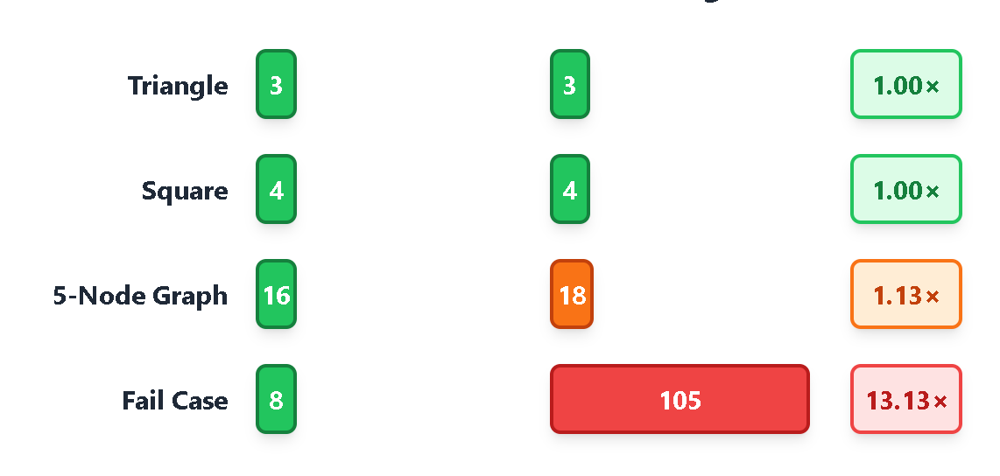 Triangle 3 3 1.00×
Square 4 4 1.00×
5-Node Graph 16 18 1.13×
Fail Case 8 105 13.13×